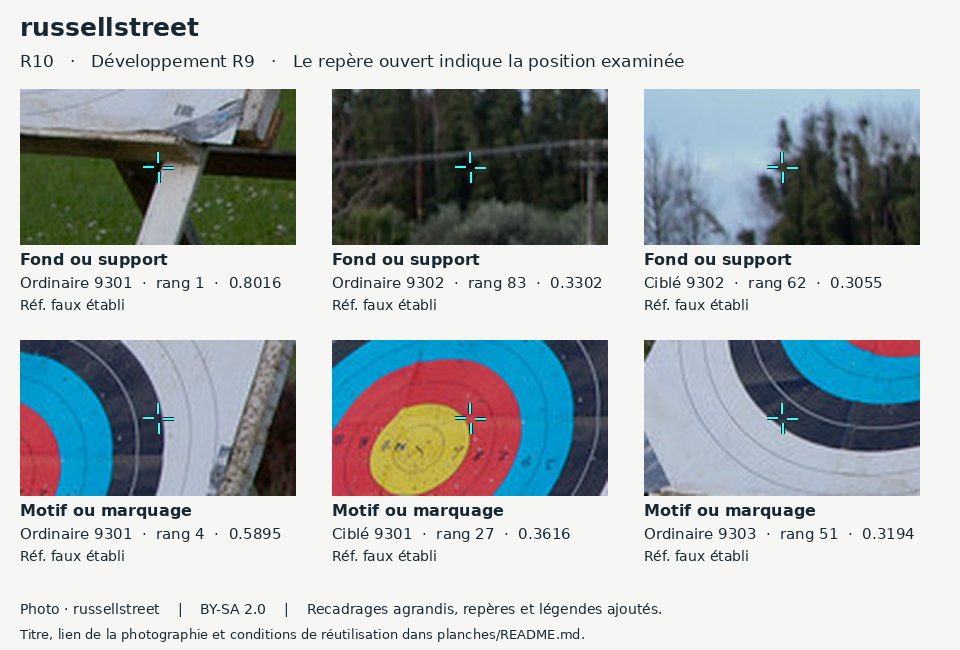 russellstreet
R10 · Développement R9 · Le repère ouvert indique la position examinée
Fond ou support
Ordinaire 9301 · rang 1 · 0.8016
Réf. faux établi
Fond ou support
Ordinaire 9302 · rang 83 · 0.3302
Réf. faux établi
Fond ou support
Ciblé 9302 · rang 62 · 0.3055
Réf. faux établi
Motif ou marquage
Ordinaire 9301 · rang 4 · 0.5895
Réf. faux établi
Motif ou marquage
Ciblé 9301 · rang 27 · 0.3616
Réf. faux établi
Motif ou marquage
Ordinaire 9303 · rang 51 · 0.3194
Réf. faux établi
Photo · russellstreet | BY-SA 2.0 | Recadrages agrandis, repères et légendes ajoutés.
Titre, lien de la photographie et conditions de réutilisation dans planches/README.md.